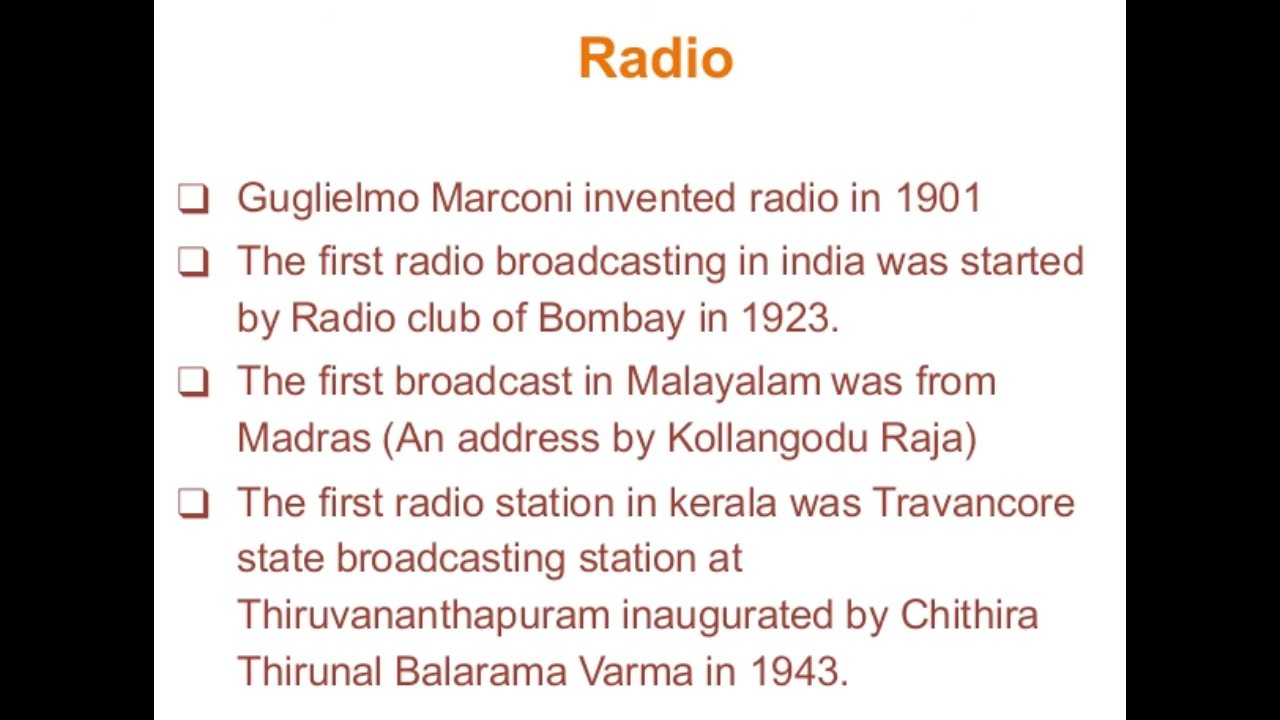 Radio
❑ Guglielmo Marconi invented radio in 1901
❑ The first radio broadcasting in india was started
by Radio club of Bombay in 1923.
❑ The first broadcast in Malayalam was from
Madras (An address by Kollangodu Raja)
❑ The first radio station in kerala was Travancore
state broadcasting station at
Thiruvananthapuram inaugurated by Chithira
Thirunal Balarama Varma in 1943.